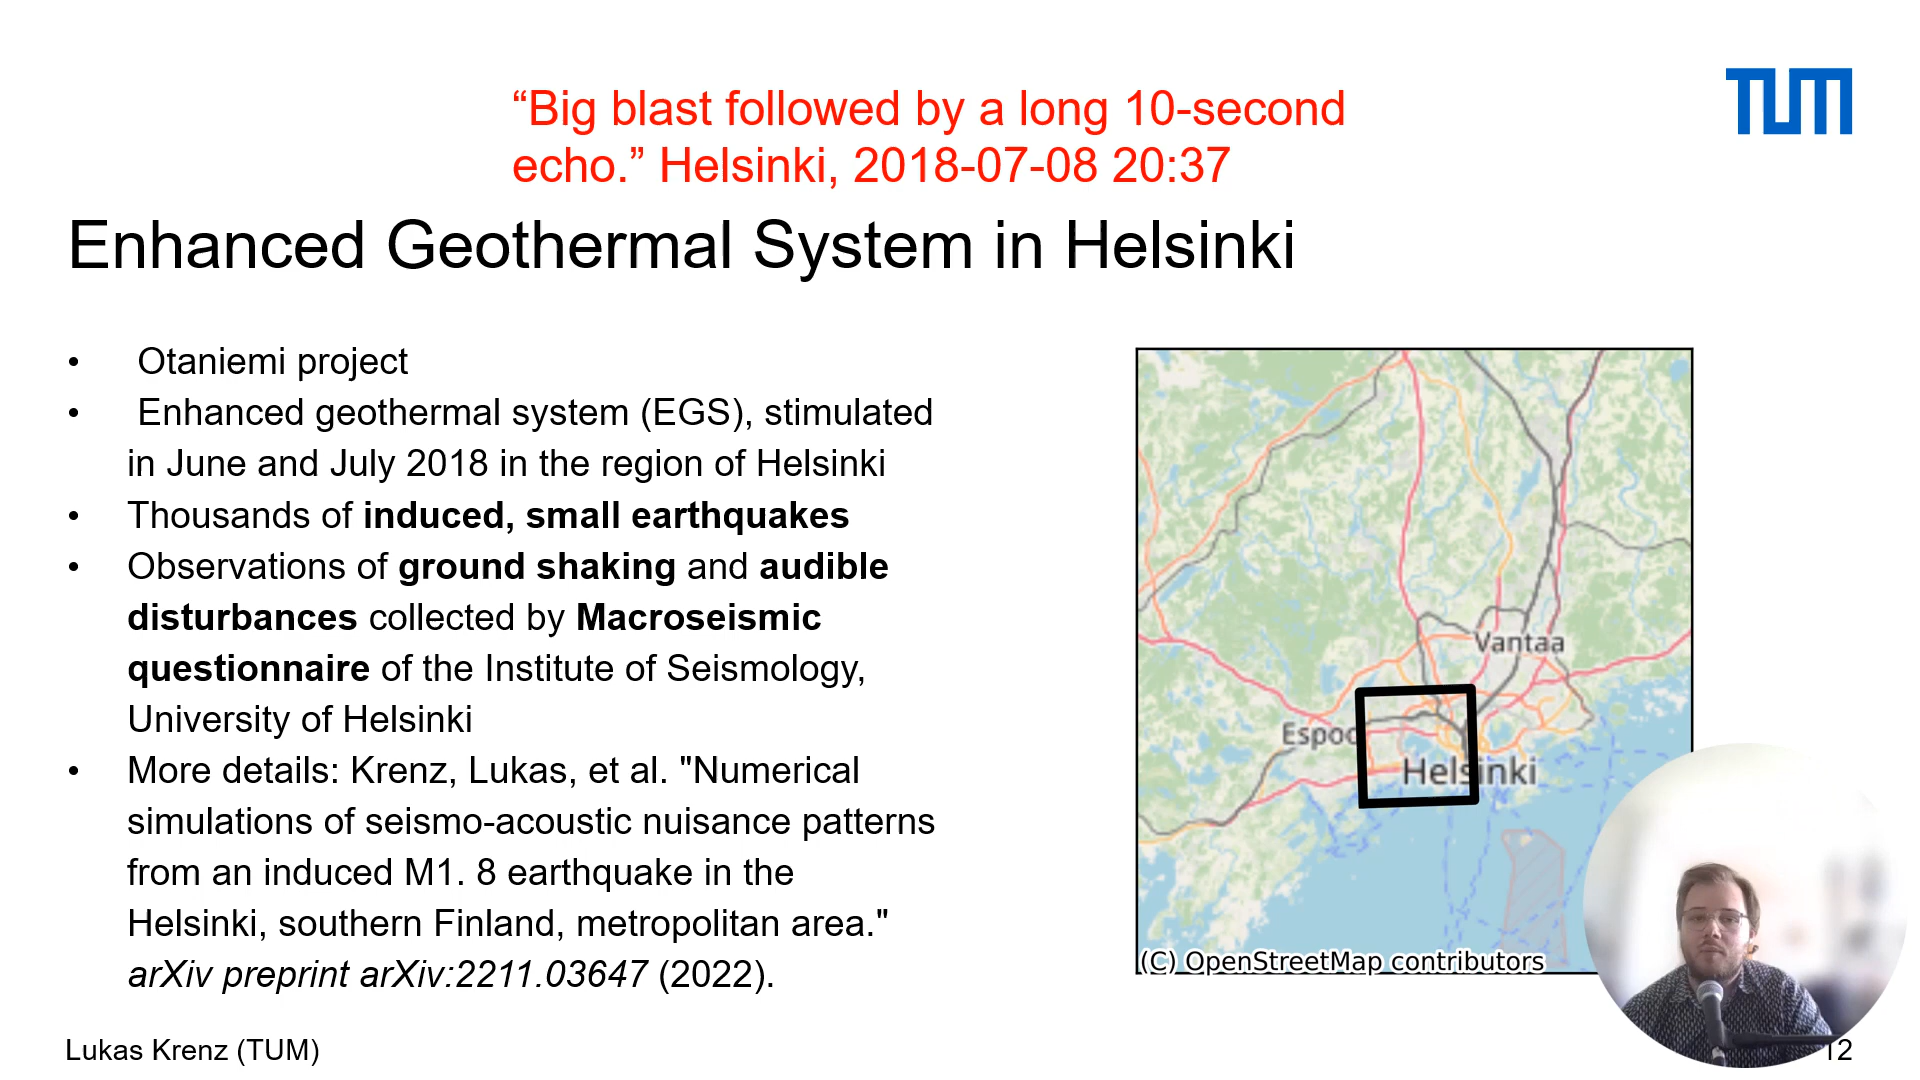 “Big blast followed by a long 10-second
echo.” Helsinki, 2018-07-08 20:37
TUM
Enhanced Geothermal System in Helsinki
• Otaniemi project
• Enhanced geothermal system (EGS), stimulated
in June and July 2018 in the region of Helsinki
• Thousands of induced, small earthquakes
• Observations of ground shaking and audible
disturbances collected by Macroseismic
questionnaire of the Institute of Seismology,
University of Helsinki
• More details: Krenz, Lukas, et al. "Numerical
simulations of seismo-acoustic nuisance patterns
from an induced M1. 8 earthquake in the
Helsinki, southern Finland, metropolitan area."
arXiv preprint arXiv:2211.03647 (2022).
Vantaa
Espoo
Helsinki
(C) OpenStreetMap contributors
Lukas Krenz (TUM)
12